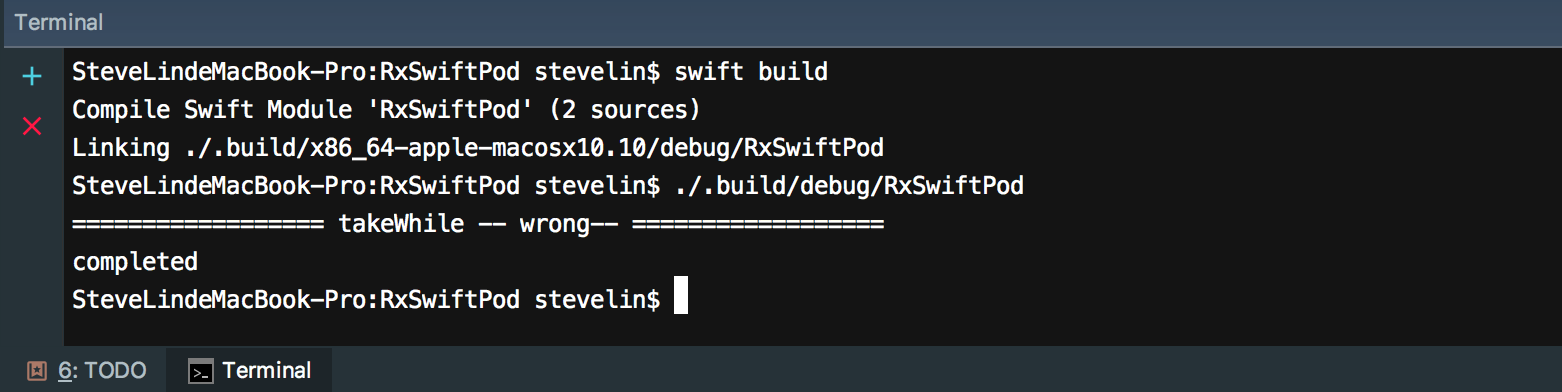 Terminal
SteveLindeMacBook-Pro:RxSwiftPod stevelin$ swift build
Compile Swift Module 'RxSwiftPod' (2 sources)
Linking ./.build/x86_64-apple-macosx10.10/debug/RxSwiftPod
SteveLindeMacBook-Pro:RxSwiftPod stevelin$ ./.build/debug/RxSwiftPod
================== takeWhile -- wrong-- ==================
completed
SteveLindeMacBook-Pro:RxSwiftPod stevelin$
6: TODO
Terminal